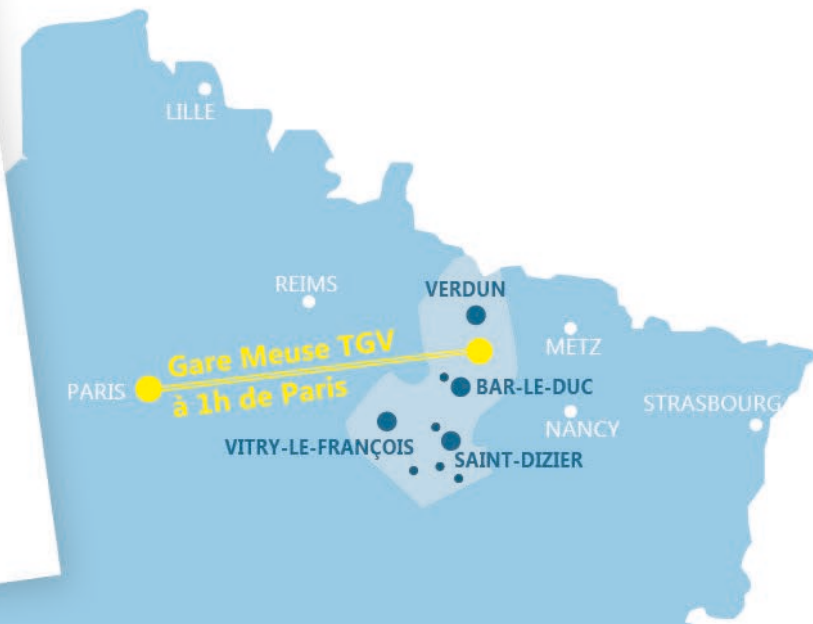 LILLE
REIMS
VERDUN
Gare Meuse TGV
METZ
PARIS
à 1h de Paris
BAR-LE-DUC
STRASBOURG
NANCY
VITRY-LE-FRANÇOIS
SAINT-DIZIER